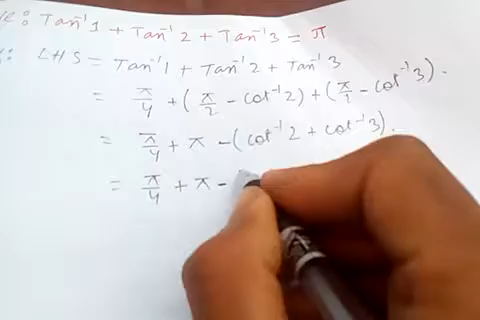 Tan⁻¹1 + Tan⁻¹2 + Tan⁻¹3 = π
LHS = Tan⁻¹1 + Tan⁻¹2 + Tan⁻¹3
= π/4 + (π/2 - cot⁻¹2) + (π/2 - cot⁻¹3).
= π/4 + π - (cot⁻¹2 + cot⁻¹3).
= π/4 + π -